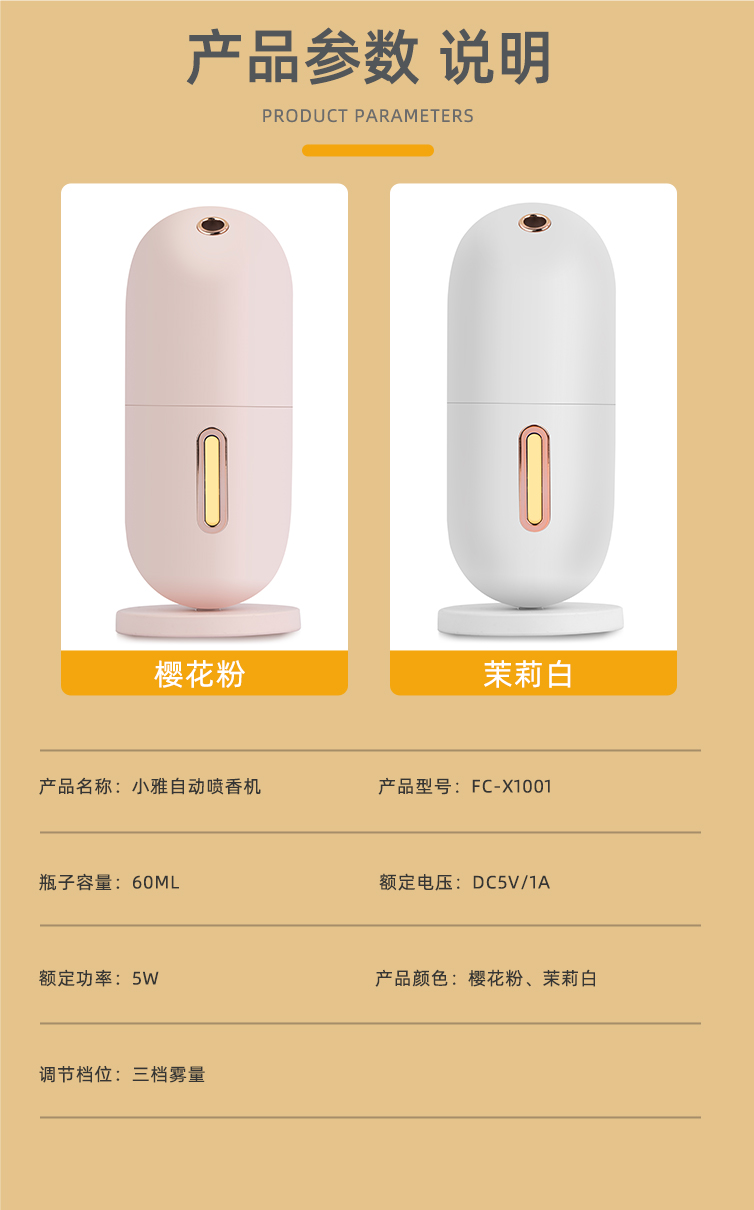 产品参数 说明
PRODUCT PARAMETERS
樱花粉
茉莉白
产品名称：小雅自动喷香机
产品型号：FC-X1001
瓶子容量：60ML
额定电压：DC5V/1A
额定功率：5W
产品颜色：樱花粉、茉莉白
调节档位：三档雾量